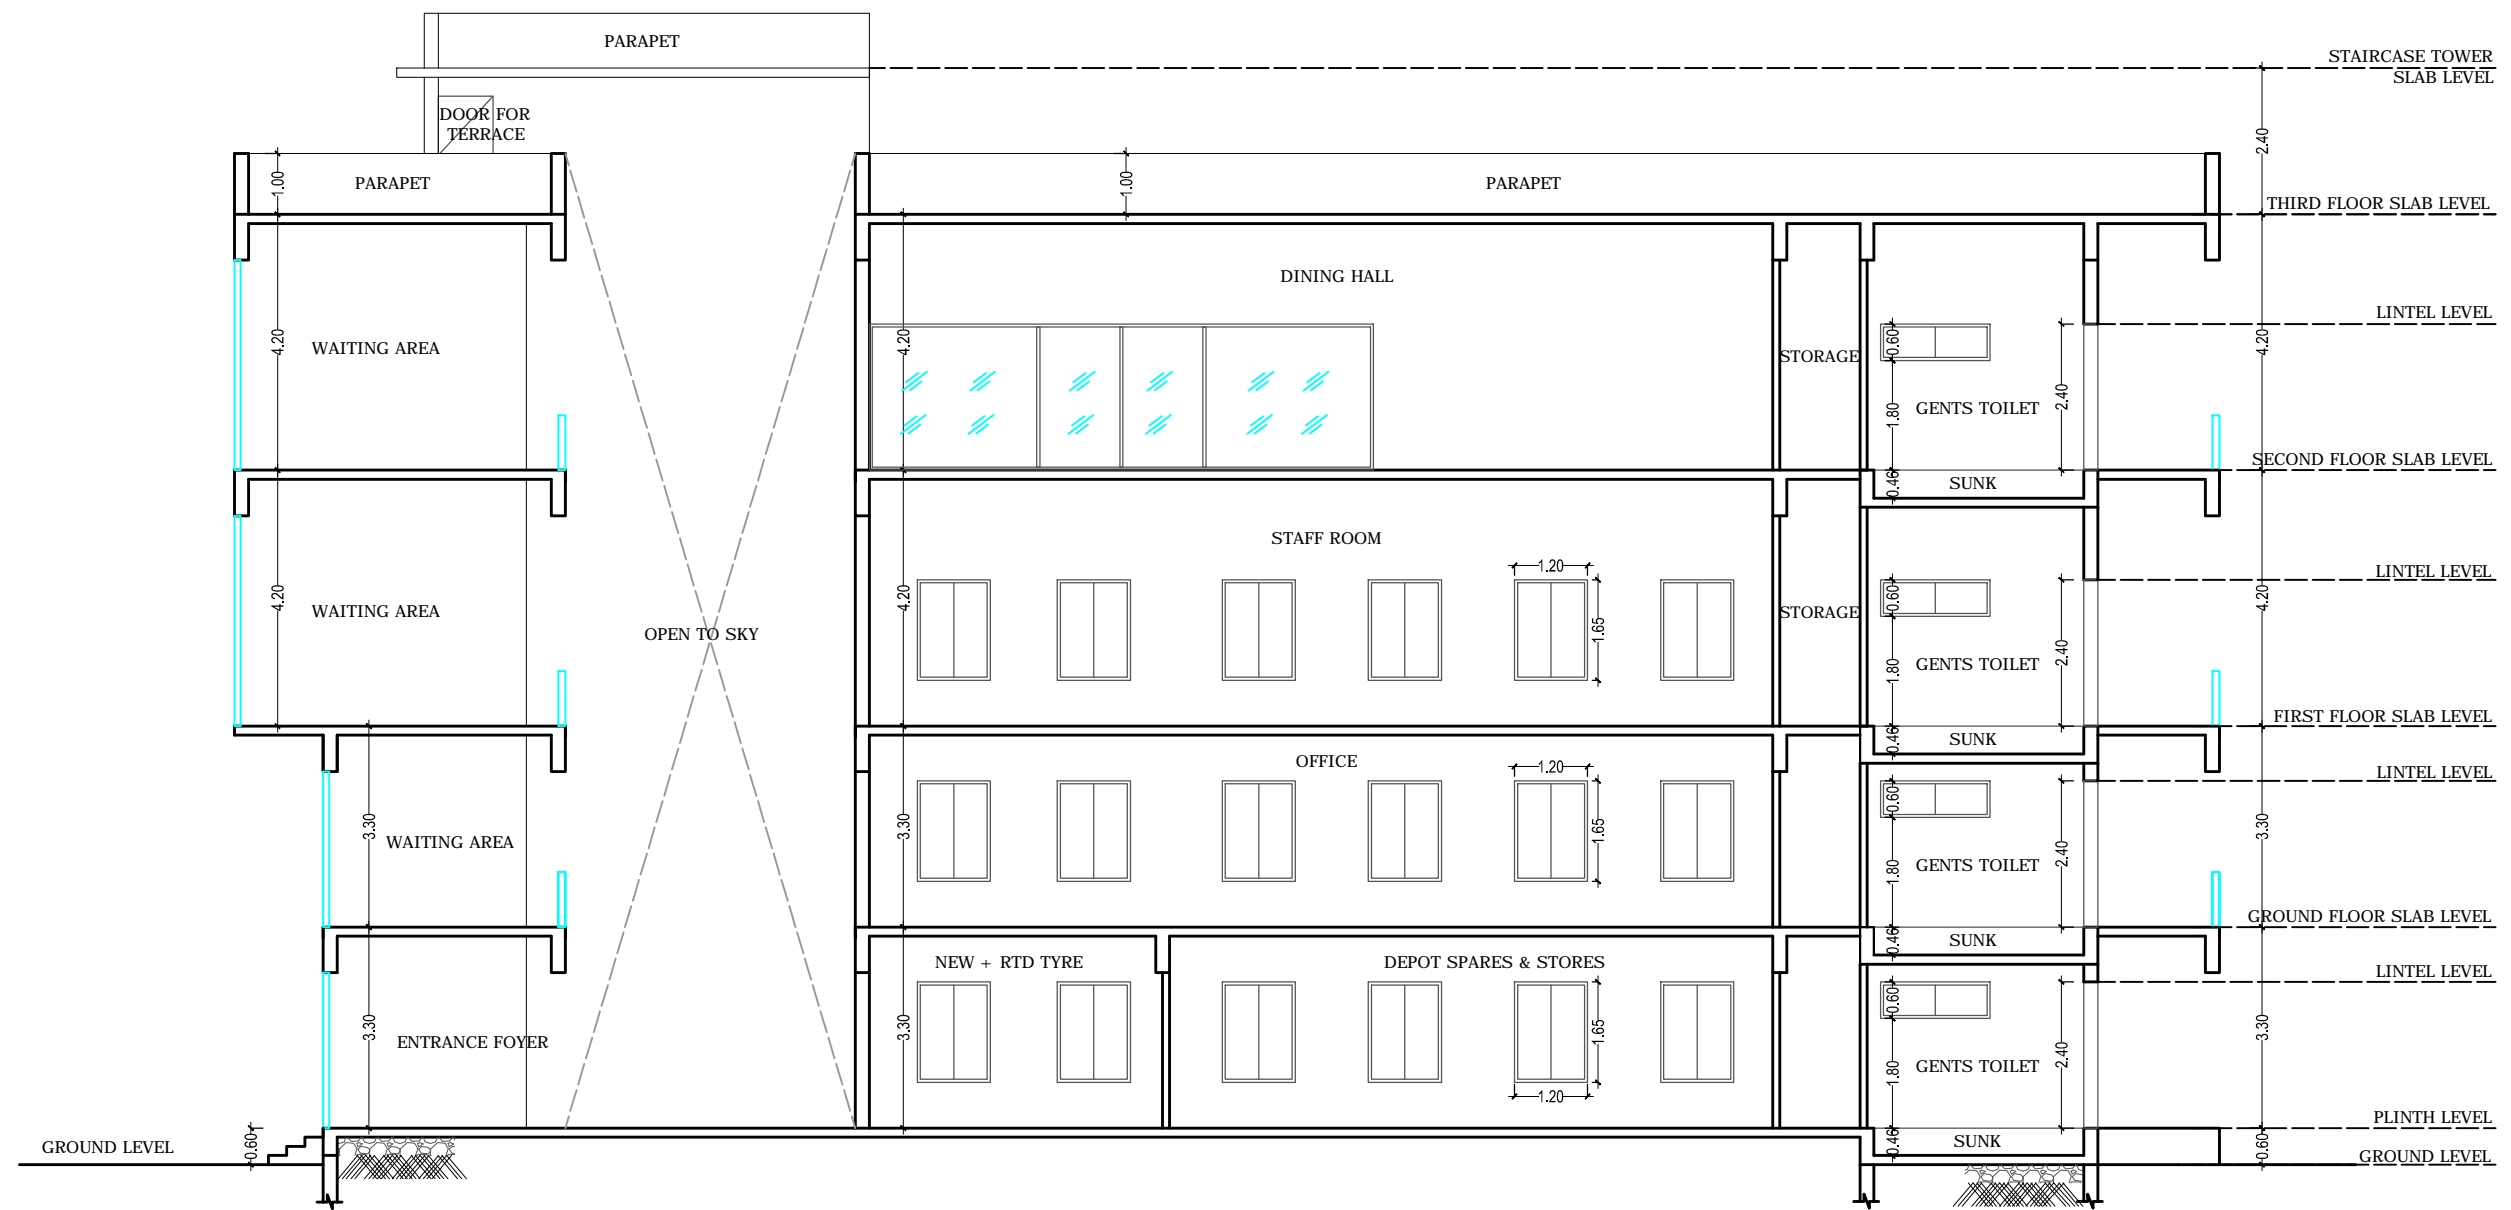 PARAPET
STAIRCASE TOWER
SLAB LEVEL
DOOR FOR
TERRACE
2.40
1.00
PARAPET
1.00
PARAPET
THIRD FLOOR SLAB LEVEL
DINING HALL
LINTEL LEVEL
4.20
WAITING AREA
4.20
STORAGE
0.60
4.20
1.80
GENTS TOILET
2.40
SECOND FLOOR SLAB LEVEL
0.46
SUNK
STAFF ROOM
1.20
LINTEL LEVEL
4.20
WAITING AREA
4.20
OPEN TO SKY
1.65
STORAGE
0.60
4.20
1.80
GENTS TOILET
2.40
FIRST FLOOR SLAB LEVEL
0.46
SUNK
OFFICE
1.20
LINTEL LEVEL
3.30
WAITING AREA
3.30
1.65
0.60
3.30
1.80
GENTS TOILET
2.40
GROUND FLOOR SLAB LEVEL
0.46
SUNK
NEW + RTD TYRE
DEPOT SPARES & STORES
LINTEL LEVEL
3.30
ENTRANCE FOYER
3.30
1.65
1.20
0.60
3.30
1.80
GENTS TOILET
2.40
PLINTH LEVEL
GROUND LEVEL
0.60
0.46
SUNK
0.60
GROUND LEVEL